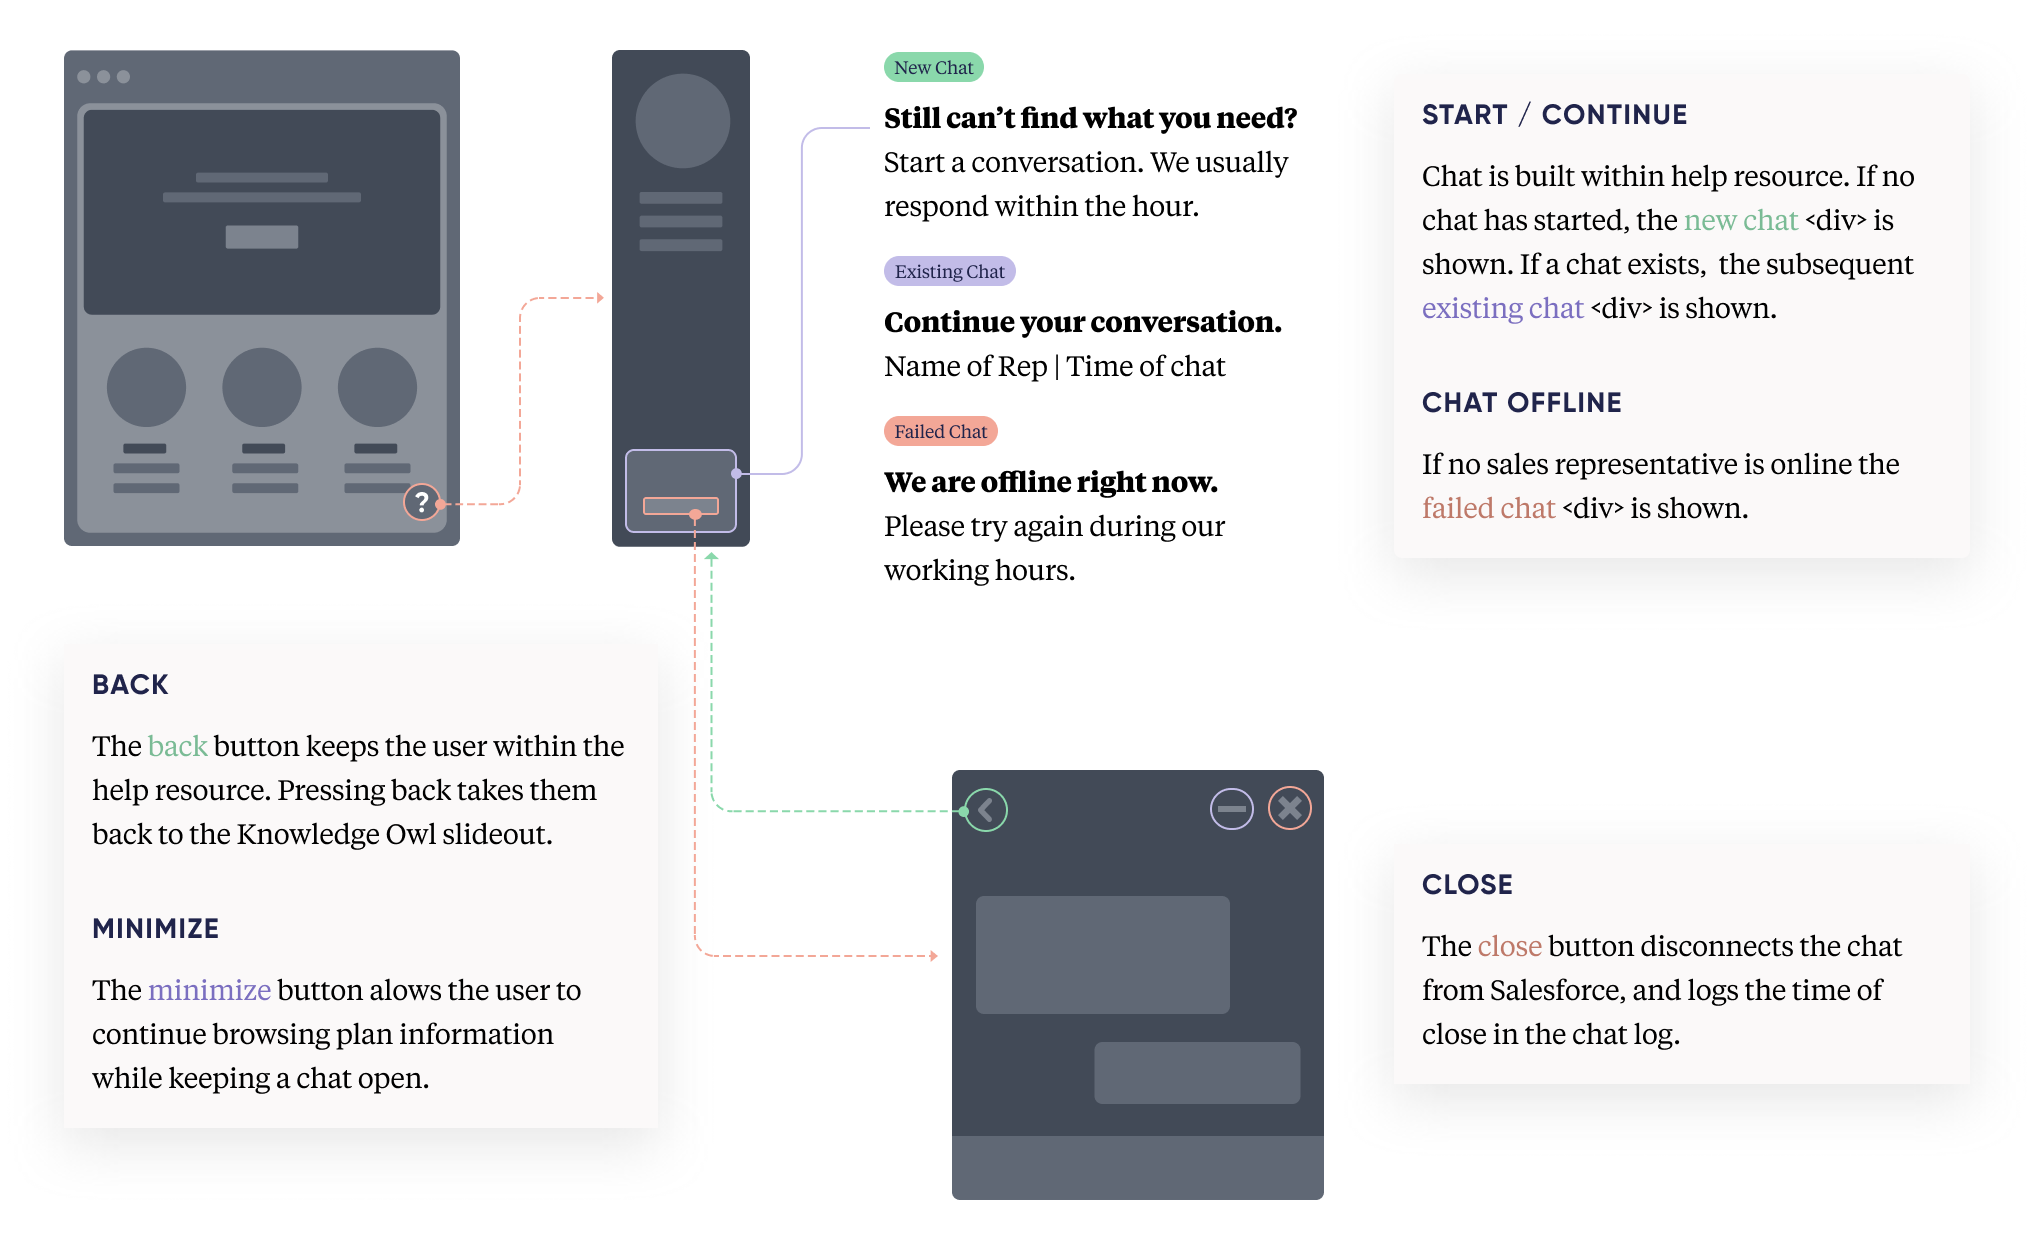 ?
New Chat
Still can’t find what you need?
Start a conversation. We usually
respond within the hour.
Existing Chat
Continue your conversation.
Name of Rep | Time of chat
Failed Chat
We are offline right now.
Please try again during our
working hours.
START / CONTINUE
Chat is built within help resource. If no
chat has started, the new chat <div> is
shown. If a chat exists,  the subsequent
existing chat <div> is shown.
CHAT OFFLINE
If no sales representative is online the
failed chat <div> is shown.
BACK
The back button keeps the user within the
help resource. Pressing back takes them
back to the Knowledge Owl slideout.
MINIMIZE
The minimize button alows the user to
continue browsing plan information
while keeping a chat open.
CLOSE
The close button disconnects the chat
from Salesforce, and logs the time of
close in the chat log.